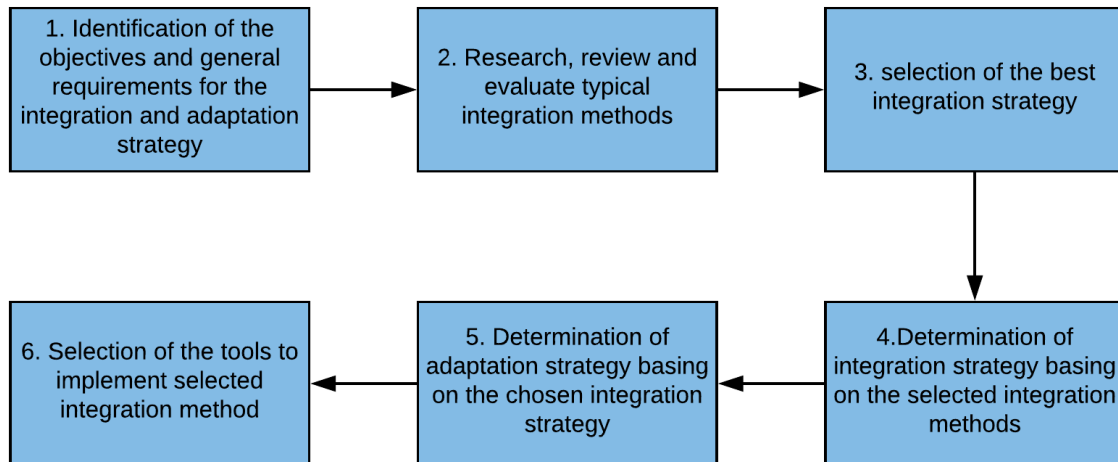 1. Identification of the
objectives and general
requirements for the
integration and adaptation
strategy
2. Research, review and
evaluate typical
integration methods
3. selection of the best
integration strategy
4.Determination of
integration strategy basing
on the selected integration
methods
5. Determination of
adaptation strategy basing
on the chosen integration
strategy
6. Selection of the tools to
implement selected
integration method